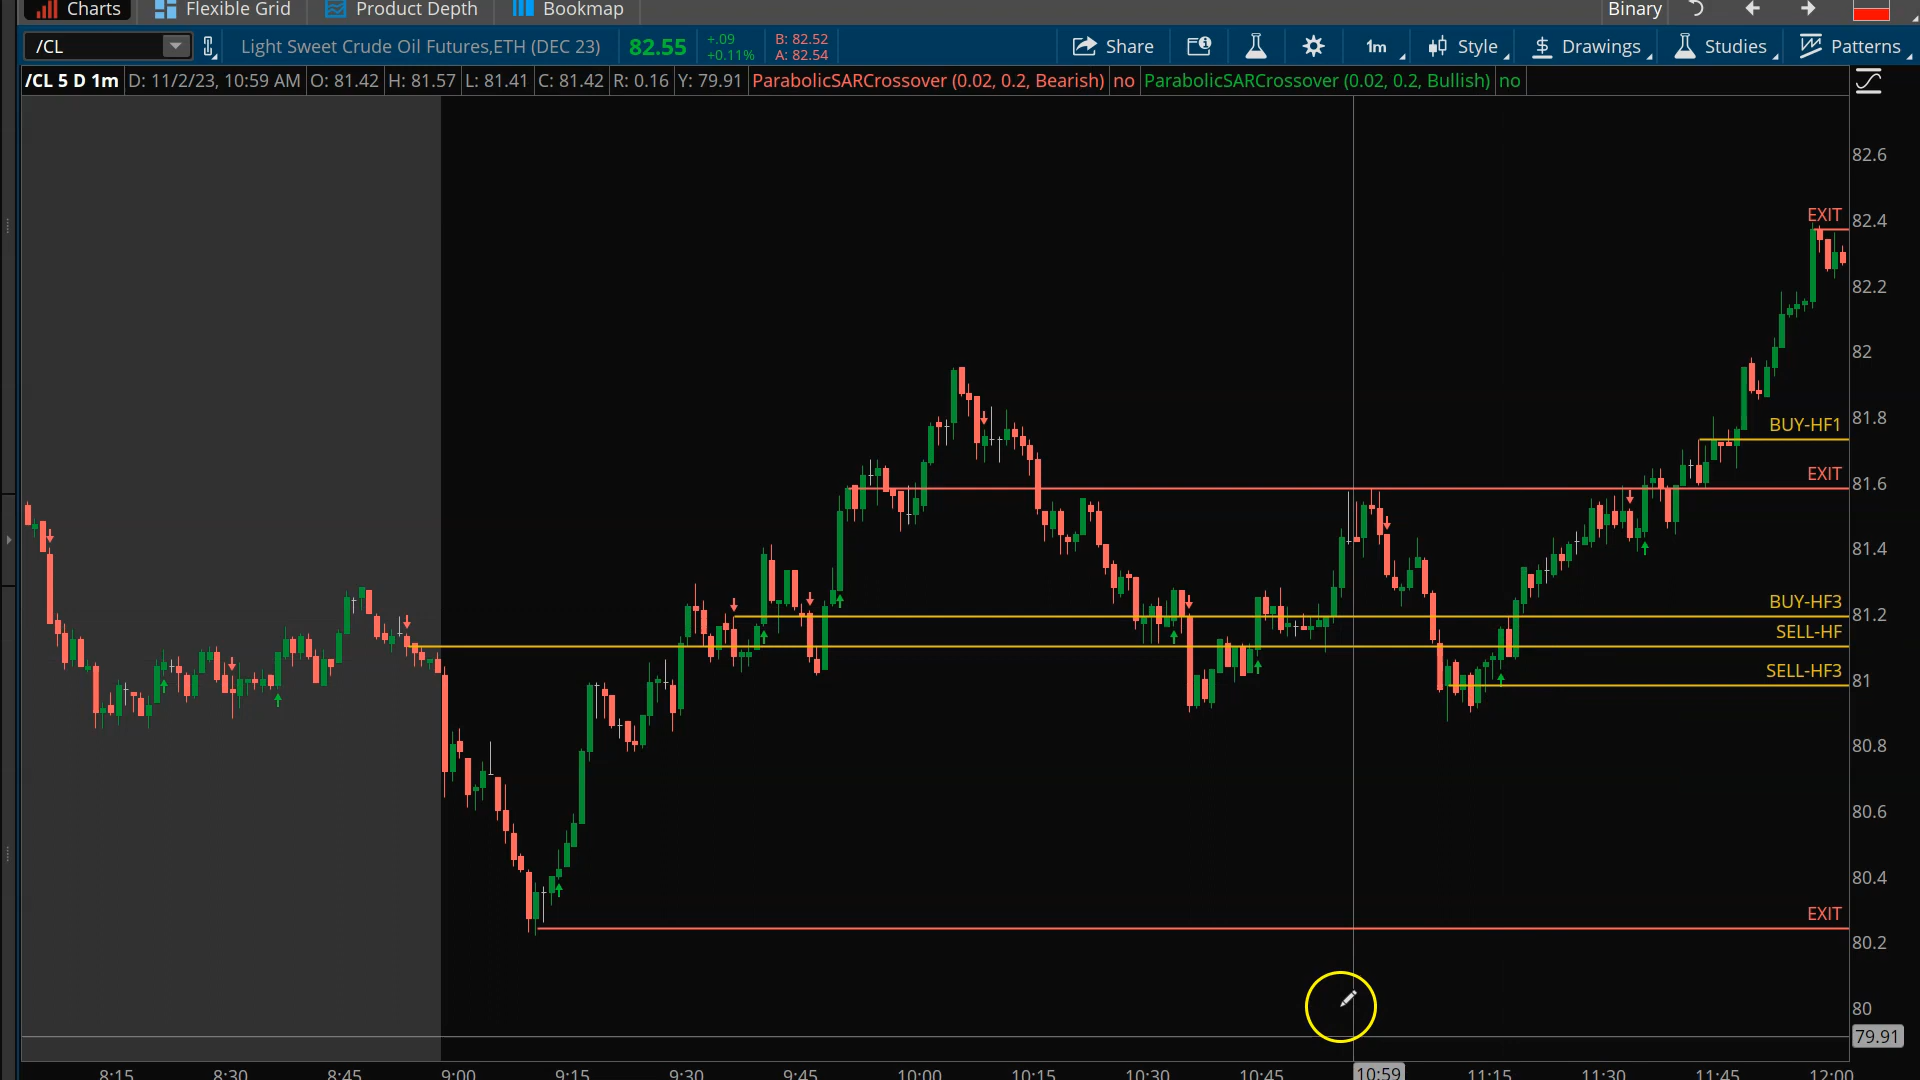 Charts Flexible Grid Product Depth Bookmap Binary
/CL Light Sweet Crude Oil Futures,ETH (DEC 23) 82.55 +.09 +0.11% B: 82.52 A: 82.54 Share 1m Style Drawings Studies Patterns
/CL 5 D 1m D: 11/2/23, 10:59 AM O: 81.42 H: 81.57 L: 81.41 C: 81.42 R: 0.16 Y: 79.91 ParabolicSARCrossover (0.02, 0.2, Bearish) no ParabolicSARCrossover (0.02, 0.2, Bullish) no
82.6
EXIT 82.4
82.2
82
BUY-HF1 81.8
EXIT 81.6
81.4
BUY-HF3 81.2
SELL-HF
SELL-HF3 81
80.8
80.6
80.4
EXIT
80.2
80
79.91
8:15 8:30 8:45 9:00 9:15 9:30 9:45 10:00 10:15 10:30 10:45 10:59 11:15 11:30 11:45 12:00